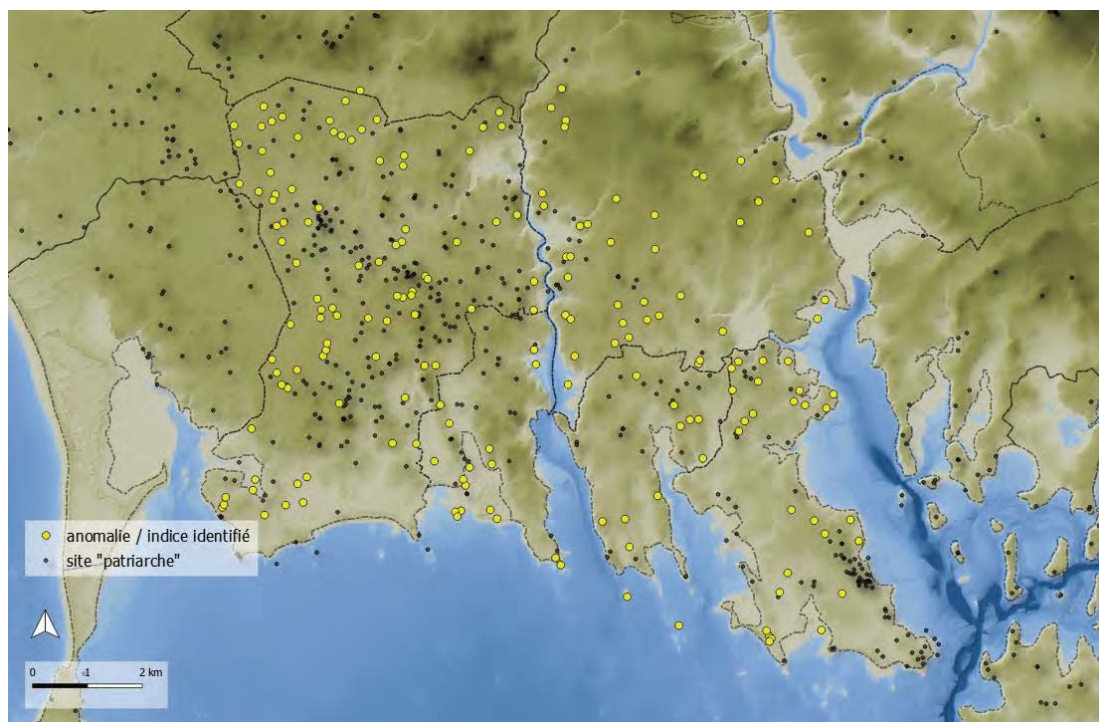 anomalie / indice identifié
site "patriarche"
0 1 2 km